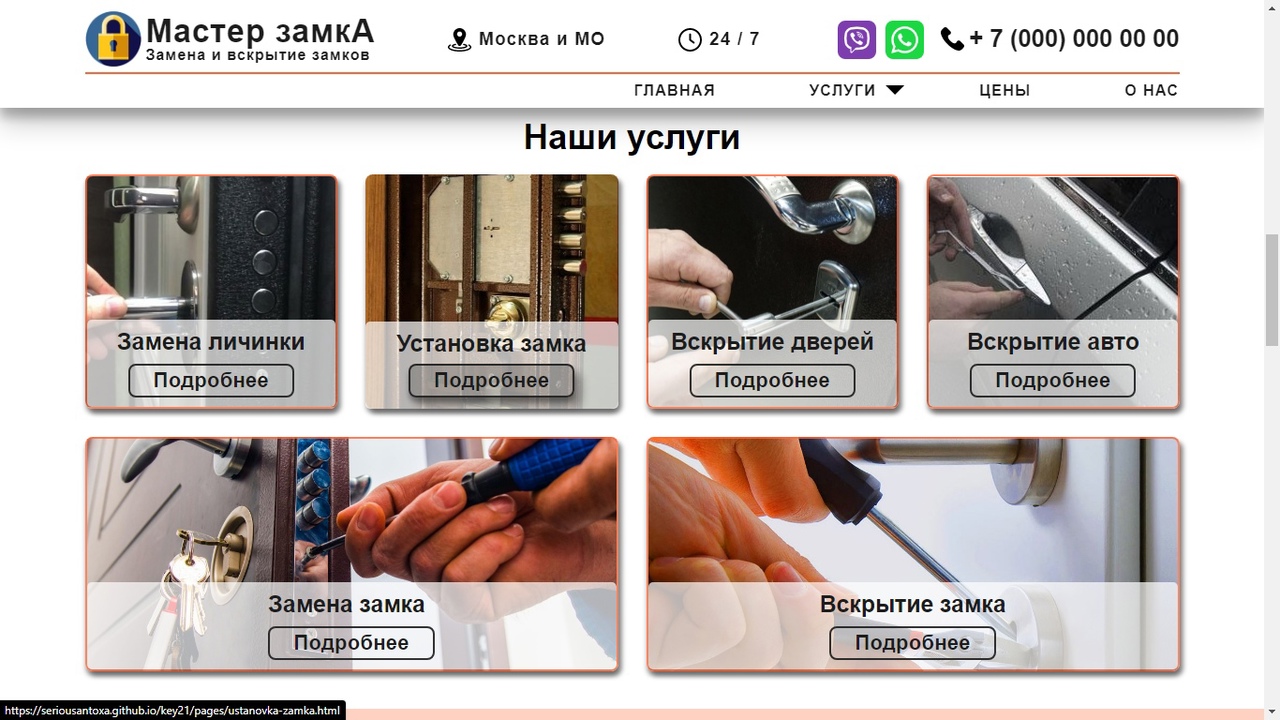 Мастер замкА
Замена и вскрытие замков
Москва и МО
24 / 7
+ 7 (000) 000 00 00
ГЛАВНАЯ
УСЛУГИ
ЦЕНЫ
О НАС
Наши услуги
Замена личинки
Подробнее
Установка замка
Подробнее
Вскрытие дверей
Подробнее
Вскрытие авто
Подробнее
Замена замка
Подробнее
Вскрытие замка
Подробнее
https://seriousantoxa.github.io/key21/pages/ustanovka-zamka.html